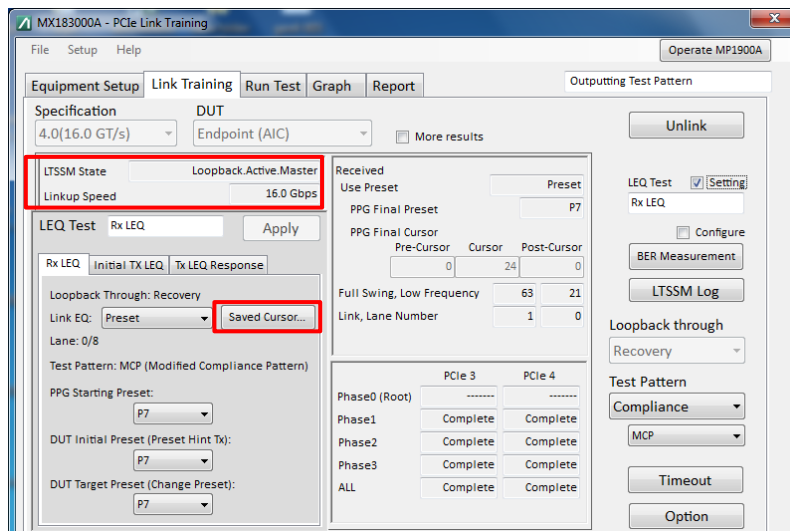 MX183000A - PCIe Link Training
x
File Setup Help
Operate MP1900A
Equipment Setup Link Training Run Test Graph Report
Outputting Test Pattern
Specification DUT
4.0(16.0 GT/s) Endpoint (AIC) More results
Unlink
LTSSM State Loopback.Active.Master
Linkup Speed 16.0 Gbps
LEQ Test Rx LEQ Apply
Rx LEQ Initial TX LEQ Tx LEQ Response
Loopback Through: Recovery
Link EQ: Preset Saved Cursor...
Lane: 0/8
Test Pattern: MCP (Modified Compliance Pattern)
PPG Starting Preset:
P7
DUT Initial Preset (Preset Hint Tx):
P7
DUT Target Preset (Change Preset):
P7
Received
Use Preset Preset
PPG Final Preset P7
PPG Final Cursor
Pre-Cursor Cursor Post-Cursor
0 24 0
Full Swing, Low Frequency 63 21
Link, Lane Number 1 0
PCIe 3 PCIe 4
Phase0 (Root) ------- -------
Phase1 Complete Complete
Phase2 Complete Complete
Phase3 Complete Complete
ALL Complete Complete
LEQ Test Setting
Rx LEQ
Configure
BER Measurement
LTSSM Log
Loopback through
Recovery
Test Pattern
Compliance
MCP
Timeout
Option